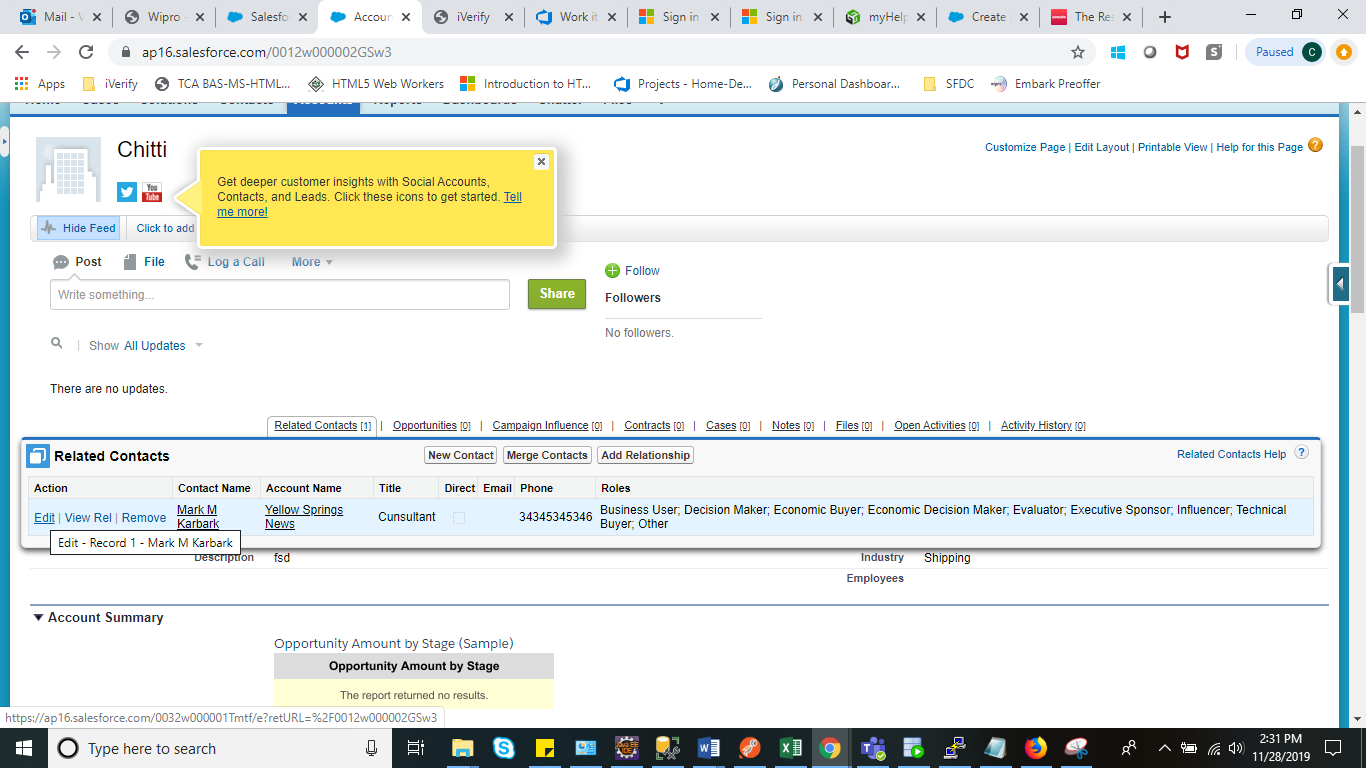 Mail - V
Wipro -
Salesfo
Accoun
iVerify
Work it
Sign in
Sign in
myHelp
Create
The Re
ap16.salesforce.com/0012w000002GSw3
Paused
C
Apps
iVerify
TCA BAS-MS-HTML...
HTML5 Web Workers
Introduction to HT...
Projects - Home-De...
Personal Dashboar...
SFDC
Embark Preoffer
Chitti
Customize Page | Edit Layout | Printable View | Help for this Page
You Tube
Get deeper customer insights with Social Accounts,
Contacts, and Leads. Click these icons to get started. Tell
me more!
Hide Feed
Click to add
Post
File
Log a Call
More
Write something...
Share
Follow
Followers
No followers.
Show All Updates
There are no updates.
Related Contacts [1] | Opportunities [0] | Campaign Influence [0] | Contracts [0] | Cases [0] | Notes [0] | Files [0] | Open Activities [0] | Activity History [0]
Related Contacts
New Contact
Merge Contacts
Add Relationship
Related Contacts Help
Action
Contact Name
Account Name
Title
Direct
Email
Phone
Roles
Edit | View Rel | Remove
Mark M
Karbark
Yellow Springs
News
Cunsultant
34345345346
Business User; Decision Maker; Economic Buyer; Economic Decision Maker; Evaluator; Executive Sponsor; Influencer; Technical
Buyer; Other
Edit - Record 1 - Mark M Karbark
Description
fsd
Industry
Shipping
Employees
Account Summary
Opportunity Amount by Stage (Sample)
Opportunity Amount by Stage
The report returned no results.
https://ap16.salesforce.com/0032w000001Tmtf/e?retURL=%2F0012w000002GSw3
Type here to search
2:31 PM
11/28/2019